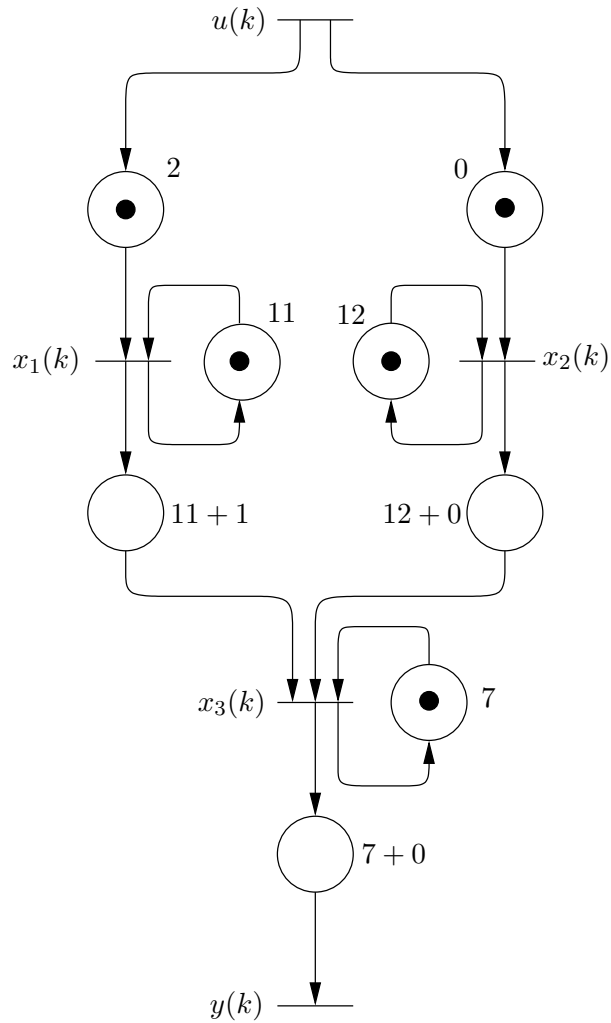 u(k)
2
0
11
12
x₁(k)
x₂(k)
11 + 1
12 + 0
x₃(k)
7
7 + 0
y(k)